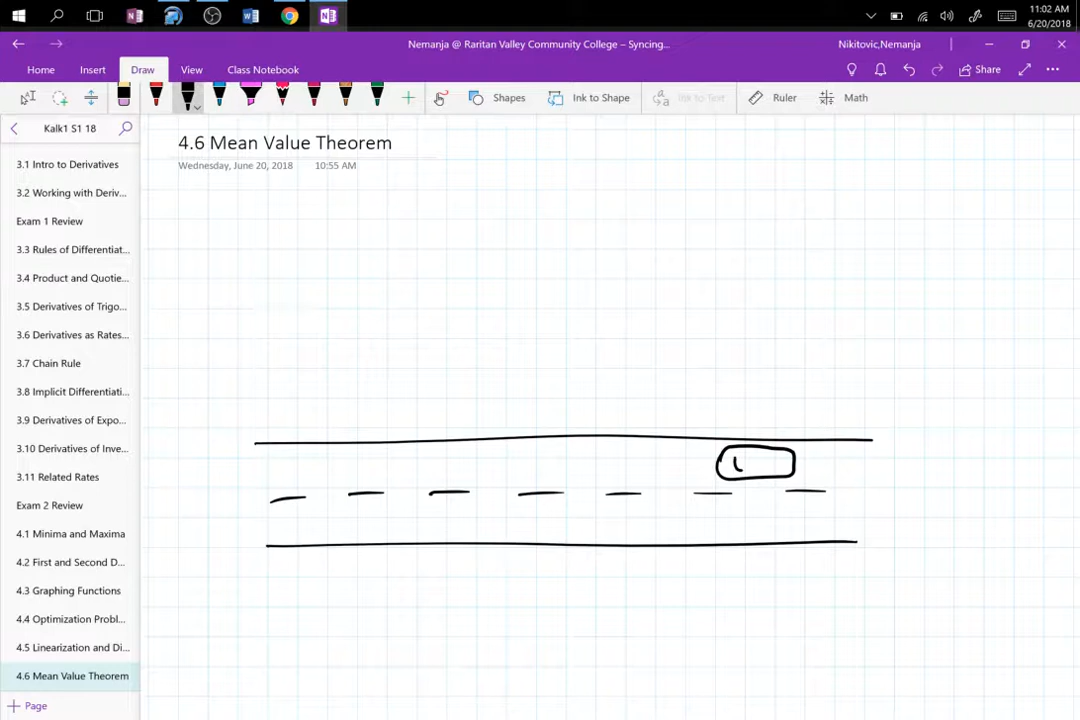 11:02 AM
6/20/2018
Nemanja @ Raritan Valley Community College – Syncing...
Nikitovic,Nemanja
Home Insert Draw View Class Notebook
Share
Shapes Ink to Shape Ink to Text Ruler Math
Kalk1 S1 18
3.1 Intro to Derivatives
3.2 Working with Deriv...
Exam 1 Review
3.3 Rules of Differentiat...
3.4 Product and Quotie...
3.5 Derivatives of Trigo...
3.6 Derivatives as Rates...
3.7 Chain Rule
3.8 Implicit Differentiati...
3.9 Derivatives of Expo...
3.10 Derivatives of Inve...
3.11 Related Rates
Exam 2 Review
4.1 Minima and Maxima
4.2 First and Second D...
4.3 Graphing Functions
4.4 Optimization Probl...
4.5 Linearization and Di...
4.6 Mean Value Theorem
Page
4.6 Mean Value Theorem
Wednesday, June 20, 2018 10:55 AM